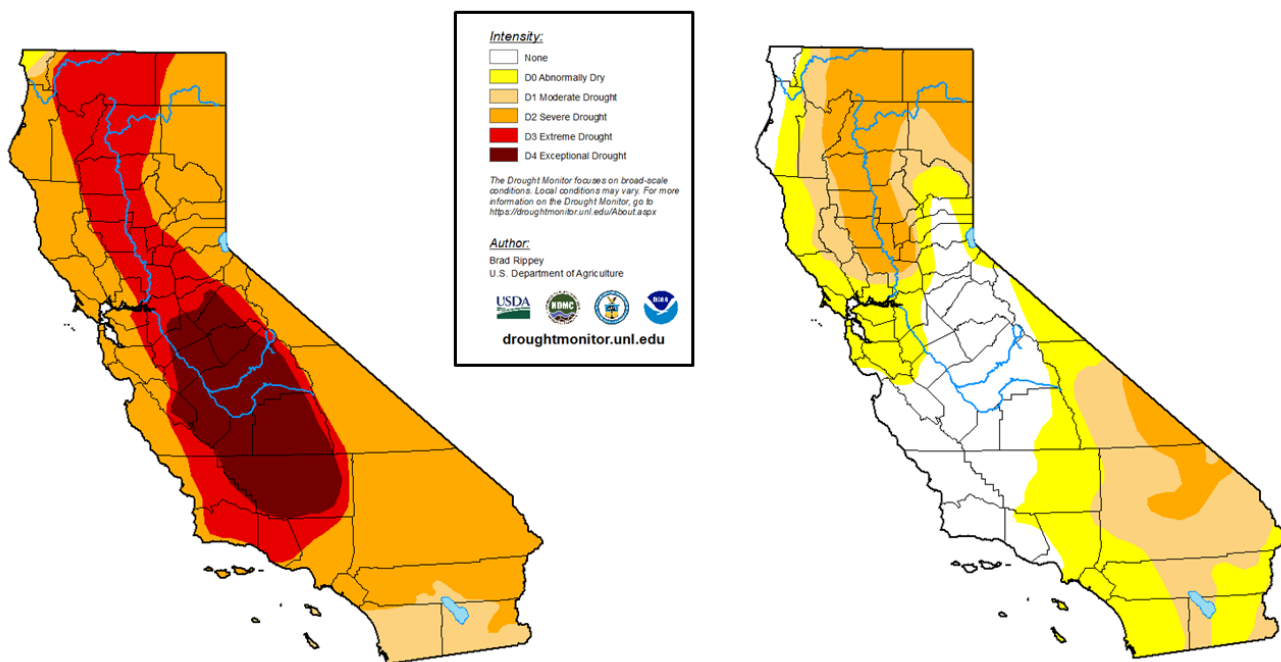 Intensity:
None
D0 Abnormally Dry
D1 Moderate Drought
D2 Severe Drought
D3 Extreme Drought
D4 Exceptional Drought
The Drought Monitor focuses on broad-scale
conditions. Local conditions may vary. For more
information on the Drought Monitor, go to
https://droughtmonitor.unl.edu/About.aspx
Author:
Brad Rippey
U.S. Department of Agriculture
USDA
NDMC
NOAA
droughtmonitor.unl.edu